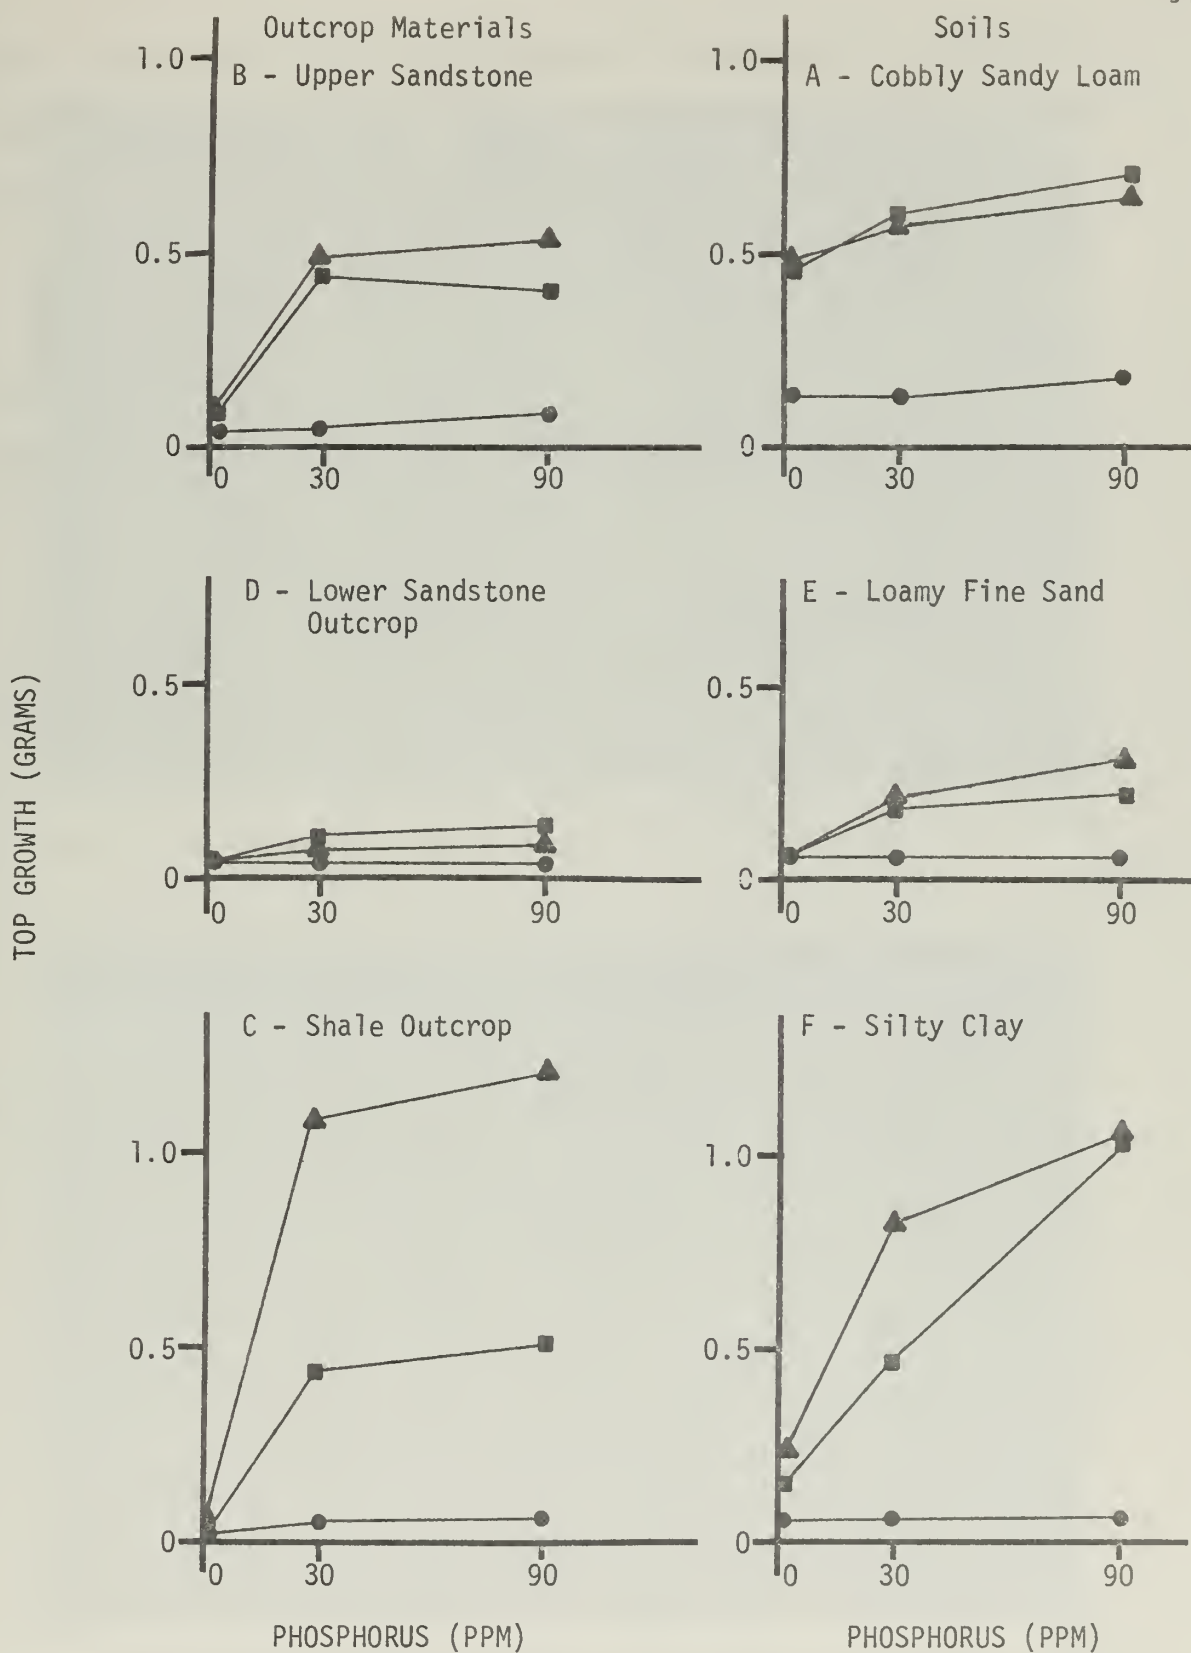 Outcrop Materials
Soils
1.0
B - Upper Sandstone
0.5
0
0 30 90
1.0
A - Cobbly Sandy Loam
0.5
0
0 30 90
TOP GROWTH (GRAMS)
D - Lower Sandstone
Outcrop
0.5
0
0 30 90
E - Loamy Fine Sand
0.5
0
0 30 90
C - Shale Outcrop
1.0
0.5
0
0 30 90
PHOSPHORUS (PPM)
F - Silty Clay
1.0
0.5
0
0 30 90
PHOSPHORUS (PPM)